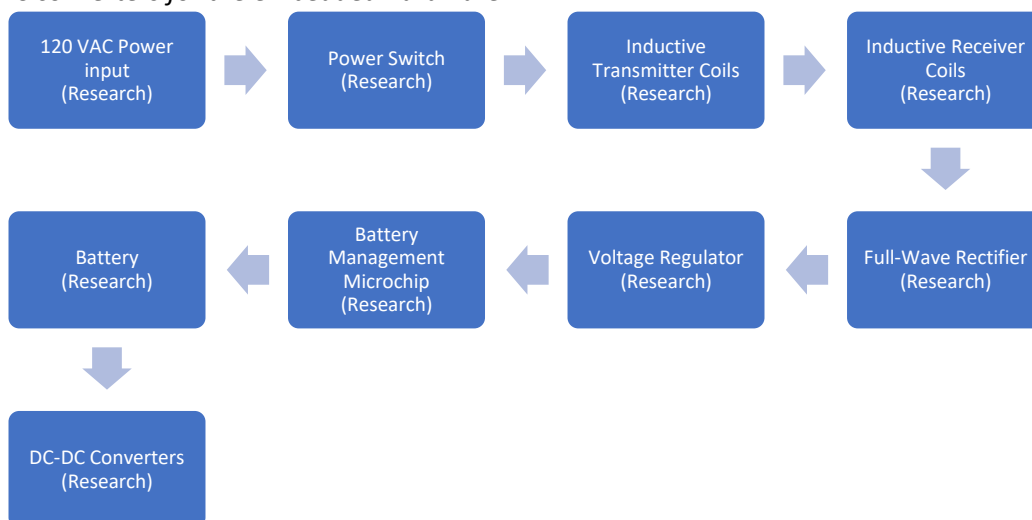 120 VAC Power
input
(Research)
Power Switch
(Research)
Inductive
Transmitter Coils
(Research)
Inductive Receiver
Coils
(Research)
Full-Wave Rectifier
(Research)
Voltage Regulator
(Research)
Battery
Management
Microchip
(Research)
Battery
(Research)
DC-DC Converters
(Research)